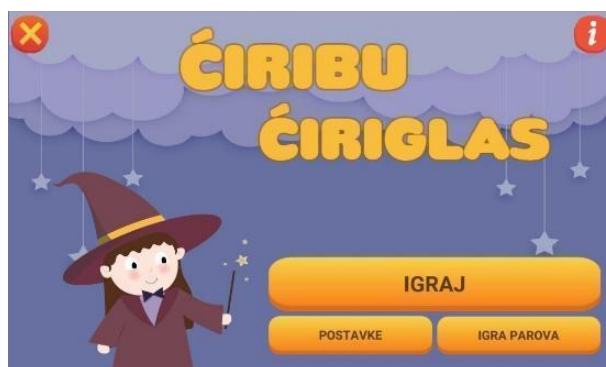 ĆIRIBU
ĆIRIGLAS
i
IGRAJ
POSTAVKE
IGRA PAROVA